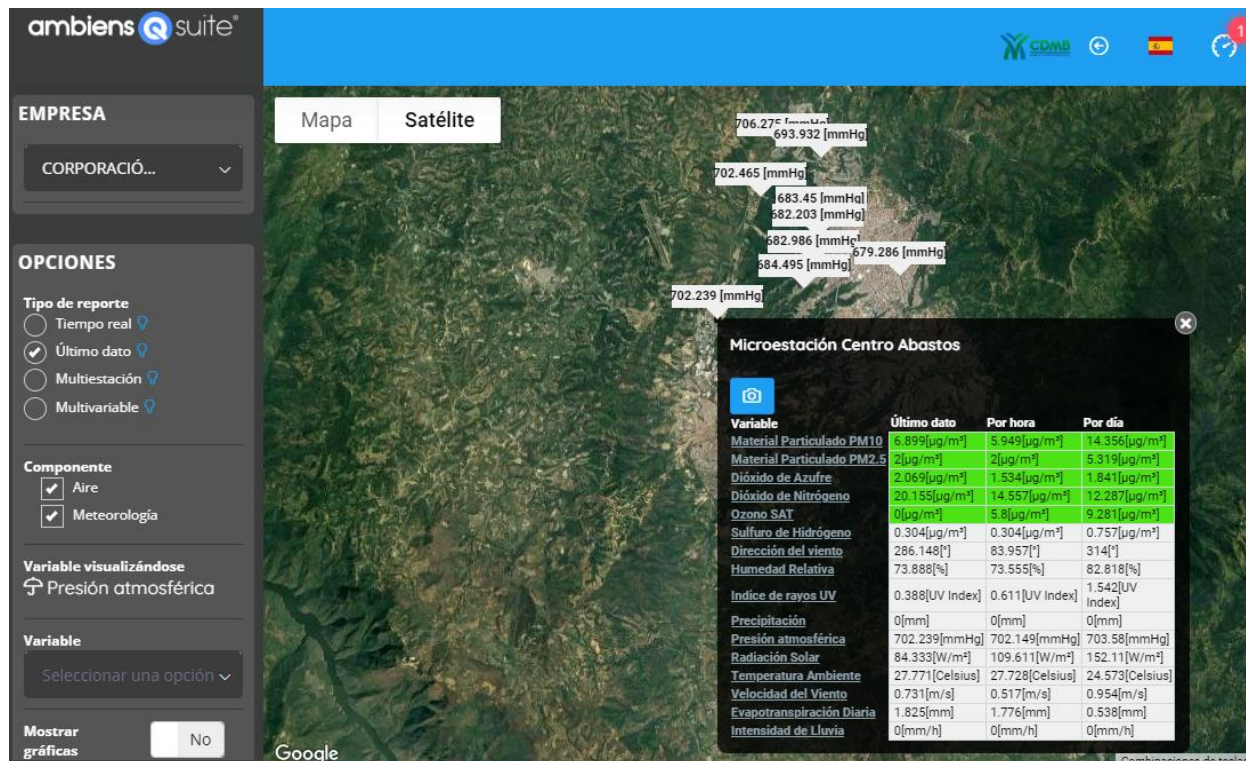 ambiens Q suite®
CDMB
1
EMPRESA
CORPORACIÓ...
OPCIONES
Tipo de reporte
Tiempo real
Último dato
Multiestación
Multivariable
Componente
Aire
Meteorología
Variable visualizándose
Presión atmosférica
Variable
Seleccionar una opción
Mostrar
gráficas
No
Mapa Satélite
706.275 [mmHg]
693.932 [mmHg]
702.465 [mmHg]
683.45 [mmHg]
682.203 [mmHg]
682.986 [mmHg]
679.286 [mmHg]
684.495 [mmHg]
702.239 [mmHg]
Microestación Centro Abastos
Variable Último dato Por hora Por día
Material Particulado PM10 6.899[µg/m³] 5.949[µg/m³] 14.356[µg/m³]
Material Particulado PM2.5 2[µg/m³] 2[µg/m³] 5.319[µg/m³]
Dióxido de Azufre 2.069[µg/m³] 1.534[µg/m³] 1.841[µg/m³]
Dióxido de Nitrógeno 20.155[µg/m³] 14.557[µg/m³] 12.287[µg/m³]
Ozono SAT 0[µg/m³] 5.8[µg/m³] 9.281[µg/m³]
Sulfuro de Hidrógeno 0.304[µg/m³] 0.304[µg/m³] 0.757[µg/m³]
Dirección del viento 286.148[°] 83.957[°] 314[°]
Humedad Relativa 73.888[%] 73.555[%] 82.818[%]
Indice de rayos UV 0.388[UV Index] 0.611[UV Index] 1.542[UV
Index]
Precipitación 0[mm] 0[mm] 0[mm]
Presión atmosférica 702.239[mmHg] 702.149[mmHg] 703.58[mmHg]
Radiación Solar 84.333[W/m²] 109.611[W/m²] 152.11[W/m²]
Temperatura Ambiente 27.771[Celsius] 27.728[Celsius] 24.573[Celsius]
Velocidad del Viento 0.731[m/s] 0.517[m/s] 0.954[m/s]
Evapotranspiración Diaria 1.825[mm] 1.776[mm] 0.538[mm]
Intensidad de Lluvia 0[mm/h] 0[mm/h] 0[mm/h]
Google